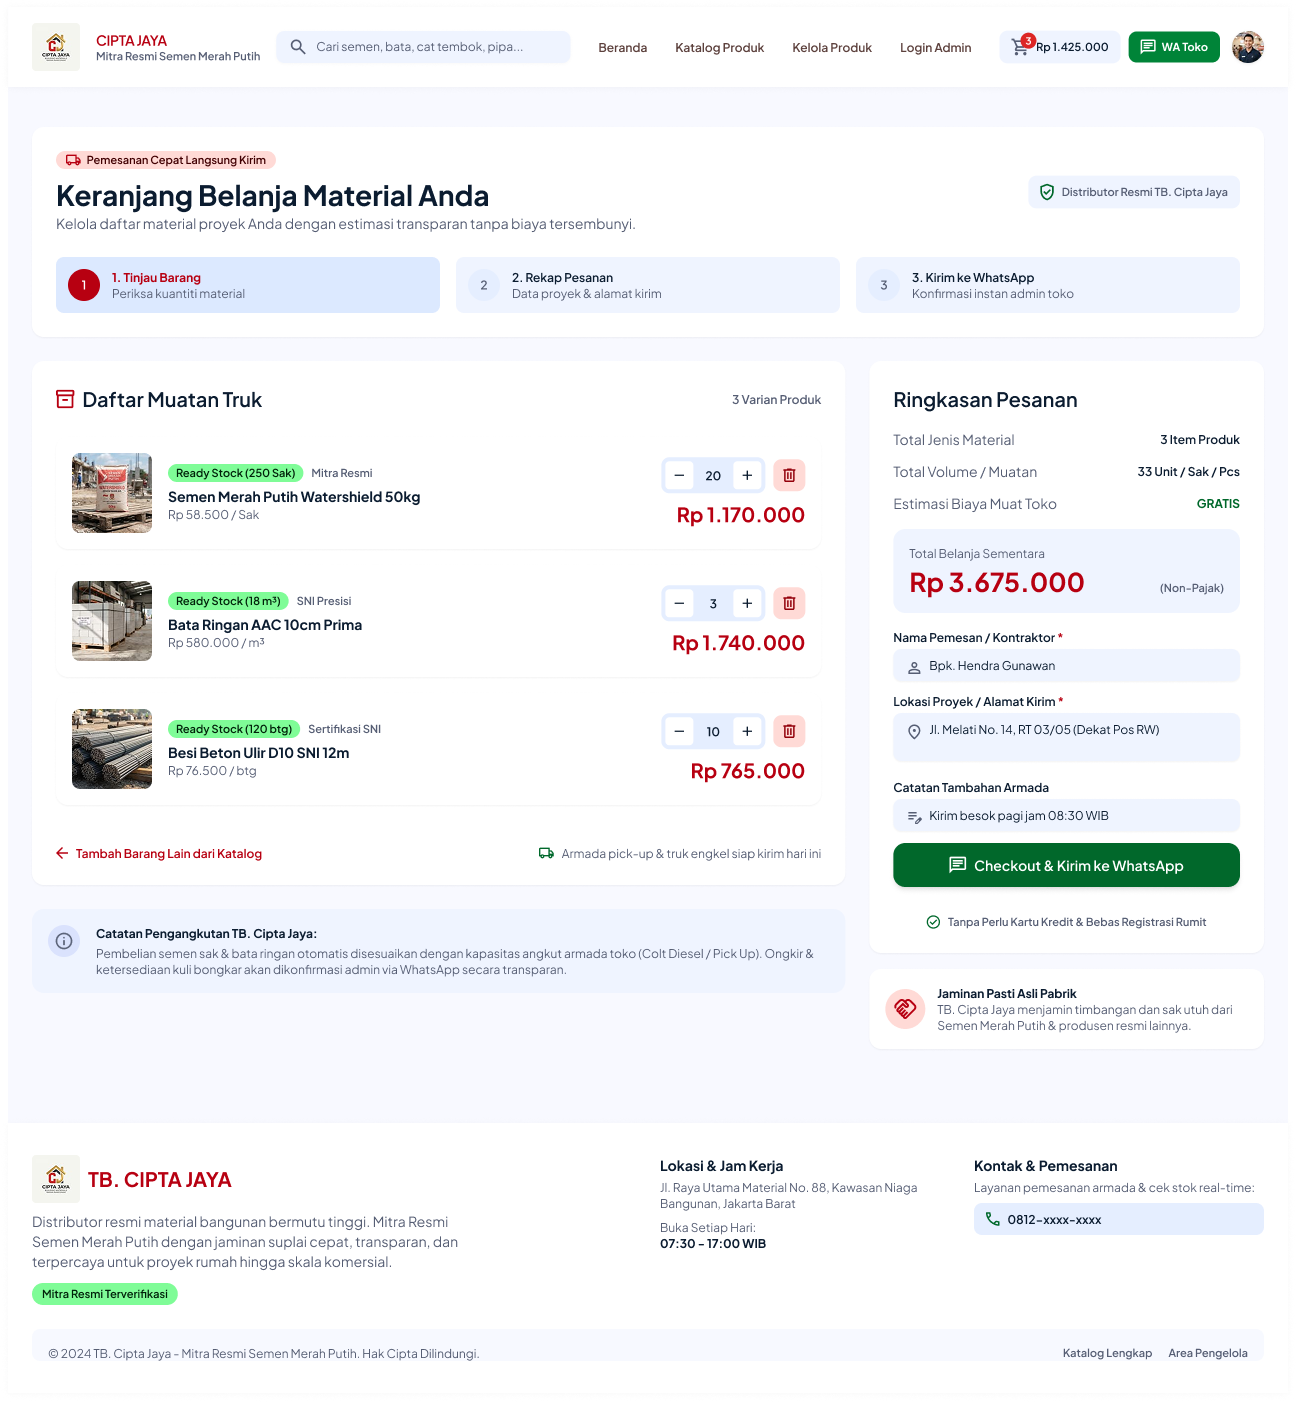 CIPTA JAYA
CIPTA JAYA
Mitra Resmi Semen Merah Putih
Cari semen, bata, cat tembok, pipa...
Beranda
Katalog Produk
Kelola Produk
Login Admin
3
Rp 1.425.000
WA Toko
Pemesanan Cepat Langsung Kirim
Keranjang Belanja Material Anda
Kelola daftar material proyek Anda dengan estimasi transparan tanpa biaya tersembunyi.
Distributor Resmi TB. Cipta Jaya
1
1. Tinjau Barang
Periksa kuantiti material
2
2. Rekap Pesanan
Data proyek & alamat kirim
3
3. Kirim ke WhatsApp
Konfirmasi instan admin toko
Daftar Muatan Truk
3 Varian Produk
Ready Stock (250 Sak)
Mitra Resmi
Semen Merah Putih Watershield 50kg
Rp 58.500 / Sak
20
Rp 1.170.000
Ready Stock (18 m³)
SNI Presisi
Bata Ringan AAC 10cm Prima
Rp 580.000 / m³
3
Rp 1.740.000
Ready Stock (120 btg)
Sertifikasi SNI
Besi Beton Ulir D10 SNI 12m
Rp 76.500 / btg
10
Rp 765.000
Tambah Barang Lain dari Katalog
Armada pick-up & truk engkel siap kirim hari ini
Catatan Pengangkutan TB. Cipta Jaya:
Pembelian semen sak & bata ringan otomatis disesuaikan dengan kapasitas angkut armada toko (Colt Diesel / Pick Up). Ongkir &
ketersediaan kuli bongkar akan dikonfirmasi admin via WhatsApp secara transparan.
Ringkasan Pesanan
Total Jenis Material
3 Item Produk
Total Volume / Muatan
33 Unit / Sak / Pcs
Estimasi Biaya Muat Toko
GRATIS
Total Belanja Sementara
Rp 3.675.000
(Non-Pajak)
Nama Pemesan / Kontraktor *
Bpk. Hendra Gunawan
Lokasi Proyek / Alamat Kirim *
Jl. Melati No. 14, RT 03/05 (Dekat Pos RW)
Catatan Tambahan Armada
Kirim besok pagi jam 08:30 WIB
Checkout & Kirim ke WhatsApp
Tanpa Perlu Kartu Kredit & Bebas Registrasi Rumit
Jaminan Pasti Asli Pabrik
TB. Cipta Jaya menjamin timbangan dan sak utuh dari
Semen Merah Putih & produsen resmi lainnya.
CIPTA JAYA
TB. CIPTA JAYA
Distributor resmi material bangunan bermutu tinggi. Mitra Resmi
Semen Merah Putih dengan jaminan suplai cepat, transparan, dan
terpercaya untuk proyek rumah hingga skala komersial.
Mitra Resmi Terverifikasi
Lokasi & Jam Kerja
Jl. Raya Utama Material No. 88, Kawasan Niaga
Bangunan, Jakarta Barat
Buka Setiap Hari:
07:30 - 17:00 WIB
Kontak & Pemesanan
Layanan pemesanan armada & cek stok real-time:
0812-xxxx-xxxx
© 2024 TB. Cipta Jaya - Mitra Resmi Semen Merah Putih. Hak Cipta Dilindungi.
Katalog Lengkap
Area Pengelola